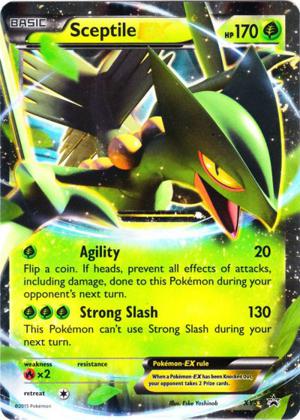 BASIC Sceptile EX HP 170
Agility 20
Flip a coin. If heads, prevent all effects of attacks,
including damage, done to this Pokémon during your
opponent's next turn.
Strong Slash 130
This Pokémon can't use Strong Slash during your
next turn.
weakness resistance
×2
Pokémon-EX rule
When a Pokémon-EX has been Knocked Out,
your opponent takes 2 Prize cards.
retreat
©2015 Pokémon
Illus. Eske Yoshinob